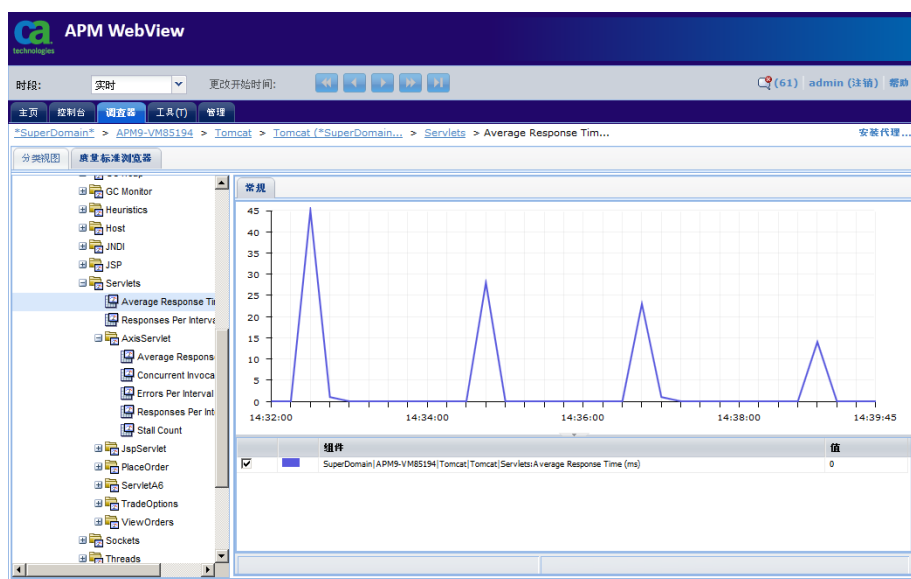 ca
technologies
APM WebView
时段: 实时 更改开始时间: (61) admin (注销) 帮助
主页 控制台 调查器 工具(T) 管理
*SuperDomain* > APM9-VM85194 > Tomcat > Tomcat (*SuperDomain... > Servlets > Average Response Tim... 安装代理...
分类视图 质量标准浏览器
常规
GC Monitor
Heuristics
Host
JNDI
JSP
Servlets
Average Response Ti
Responses Per Interva
AxisServlet
Average Respons
Concurrent Invoca
Errors Per Interval
Responses Per Int
Stall Count
JspServlet
PlaceOrder
ServletA6
TradeOptions
ViewOrders
Sockets
Threads
45
40
35
30
25
20
15
10
5
0
14:32:00 14:34:00 14:36:00 14:38:00 14:39:45
组件 值
SuperDomain|APM9-VM85194|Tomcat|Tomcat|Servlets:Average Response Time (ms) 0